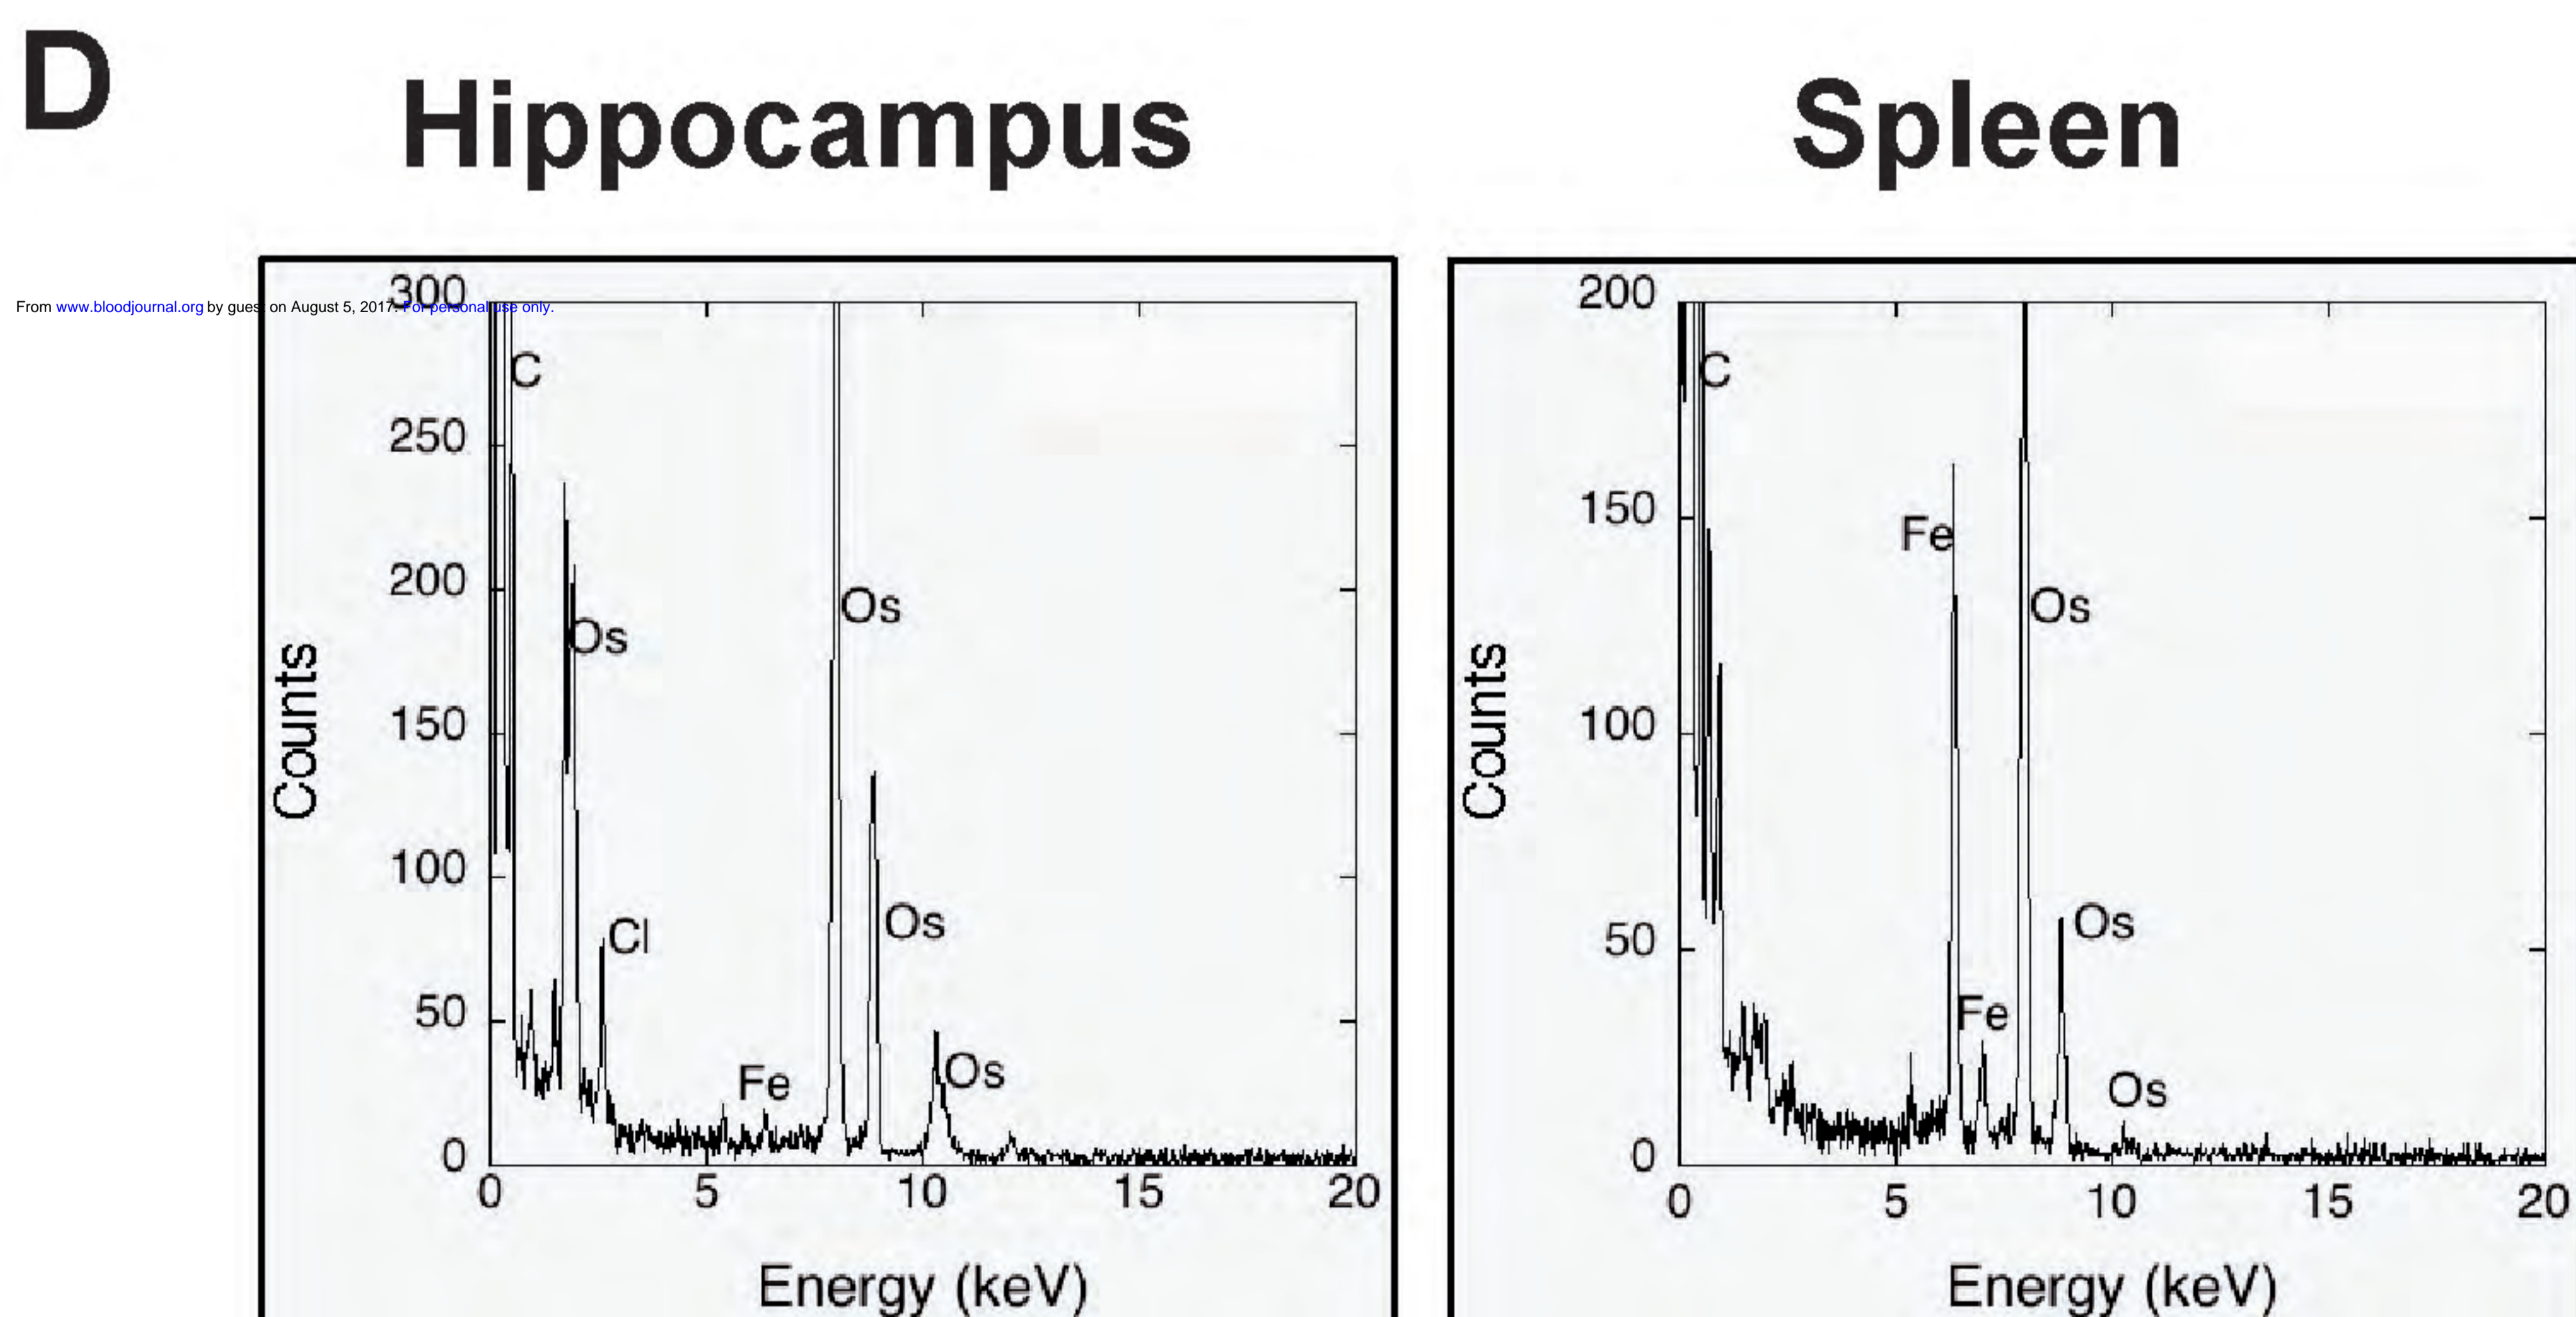 D
Hippocampus
Spleen
From www.bloodjournal.org by guest on August 5, 2017. For personal use only.
300
250
200
150
100
50
0
Counts
C
Os
Cl
Fe
Os
Os
Os
0 5 10 15 20
Energy (keV)
200
150
100
50
0
Counts
C
Fe
Fe
Os
Os
Os
0 5 10 15 20
Energy (keV)